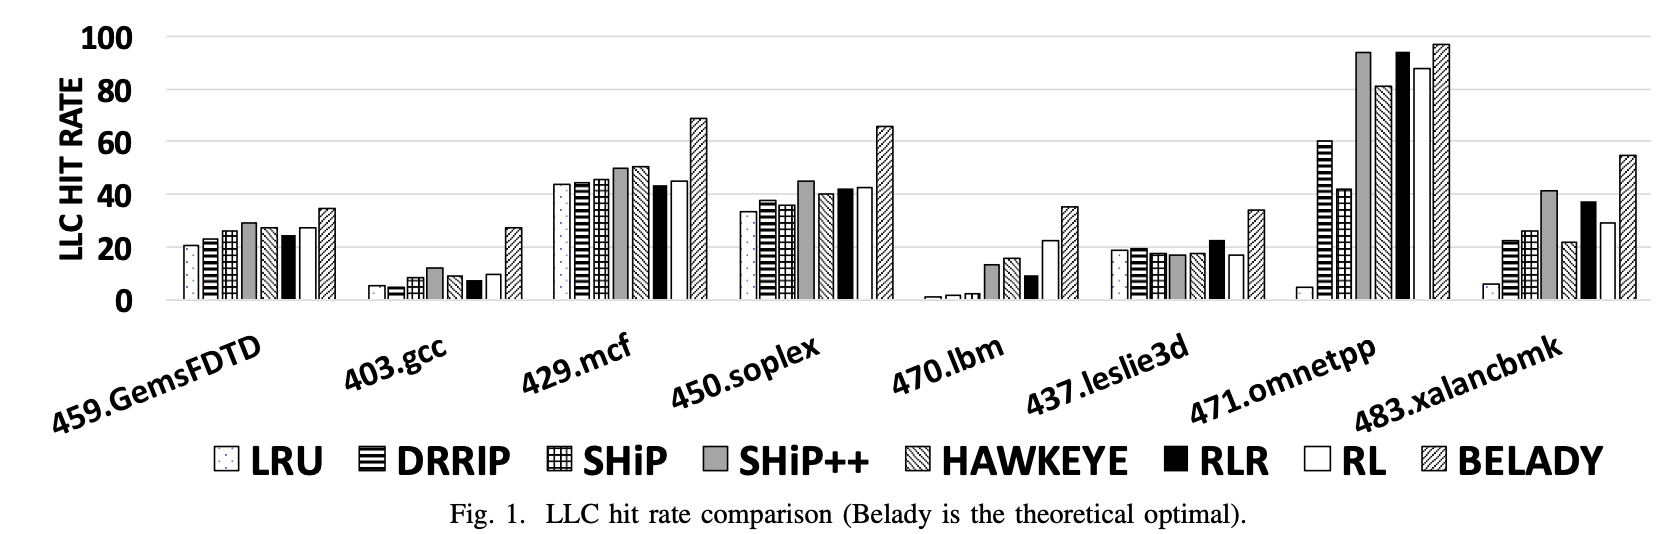 LLC HIT RATE
100
80
60
40
20
0
459.GemsFDTD
403.gcc
429.mcf
450.soplex
470.lbm
437.leslie3d
471.omnetpp
483.xalancbmk
LRU DRRIP SHiP SHiP++ HAWKEYE RLR RL BELADY
Fig. 1. LLC hit rate comparison (Belady is the theoretical optimal).